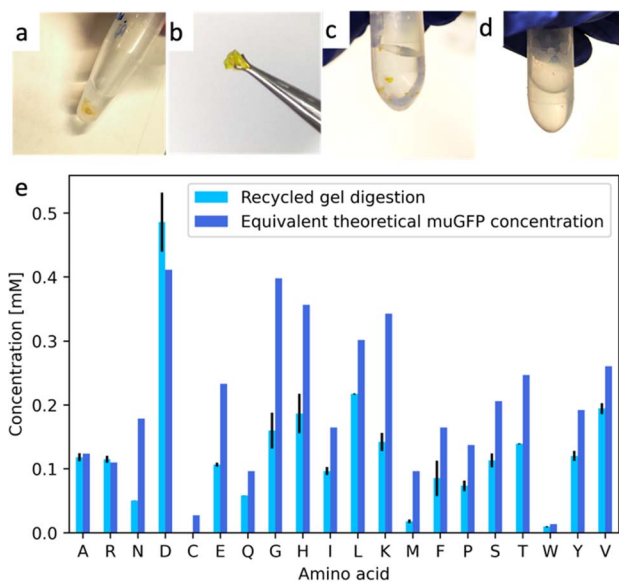 a
b
c
d
e
Recycled gel digestion
Equivalent theoretical muGFP concentration
Concentration [mM]
0.5
0.4
0.3
0.2
0.1
0.0
A R N D C E Q G H I L K M F P S T W Y V
Amino acid